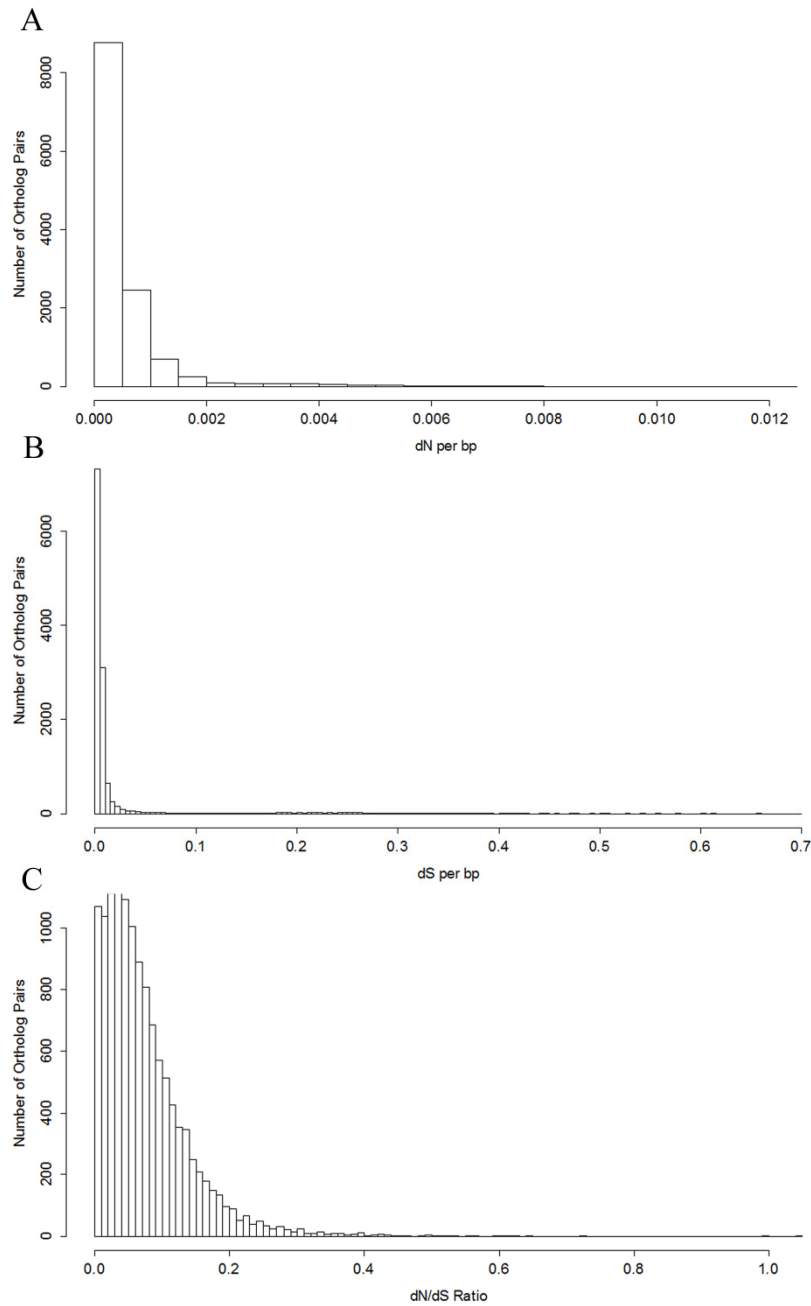 A
Number of Ortholog Pairs
8000
6000
4000
2000
0
0.000 0.002 0.004 0.006 0.008 0.010 0.012
dN per bp
B
Number of Ortholog Pairs
6000
4000
2000
0
0.0 0.1 0.2 0.3 0.4 0.5 0.6 0.7
dS per bp
C
Number of Ortholog Pairs
1000
800
600
400
200
0
0.0 0.2 0.4 0.6 0.8 1.0
dN/dS Ratio